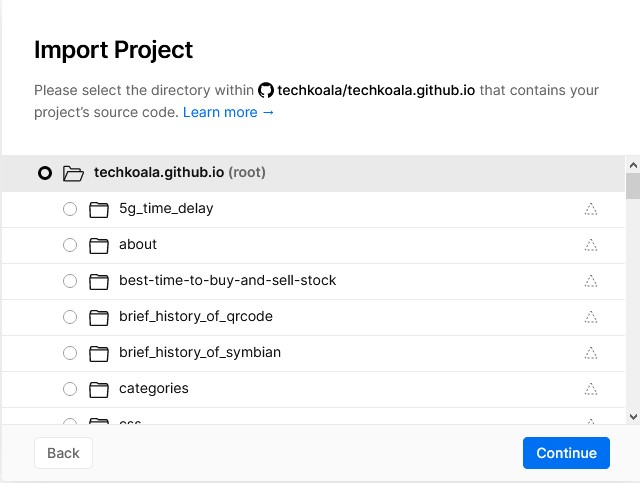 Import Project
Please select the directory within techkoala/techkoala.github.io that contains your
project's source code. Learn more →
techkoala.github.io (root)
5g_time_delay
about
best-time-to-buy-and-sell-stock
brief_history_of_qrcode
brief_history_of_symbian
categories
css
Back
Continue